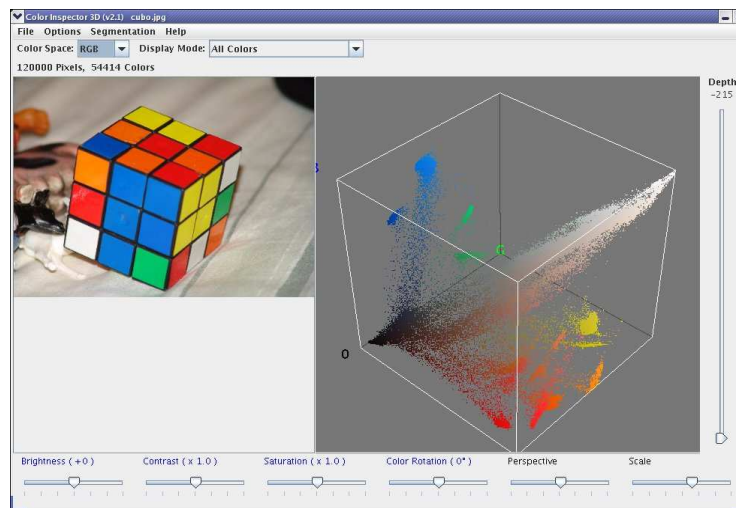 Color Inspector 3D (v2.1) cubo.jpg
File Options Segmentation Help
Color Space: RGB Display Mode: All Colors
120000 Pixels, 54414 Colors
Depth
-215
B
G
0
Brightness ( +0 ) Contrast ( x 1.0 ) Saturation ( x 1.0 ) Color Rotation ( 0° ) Perspective Scale